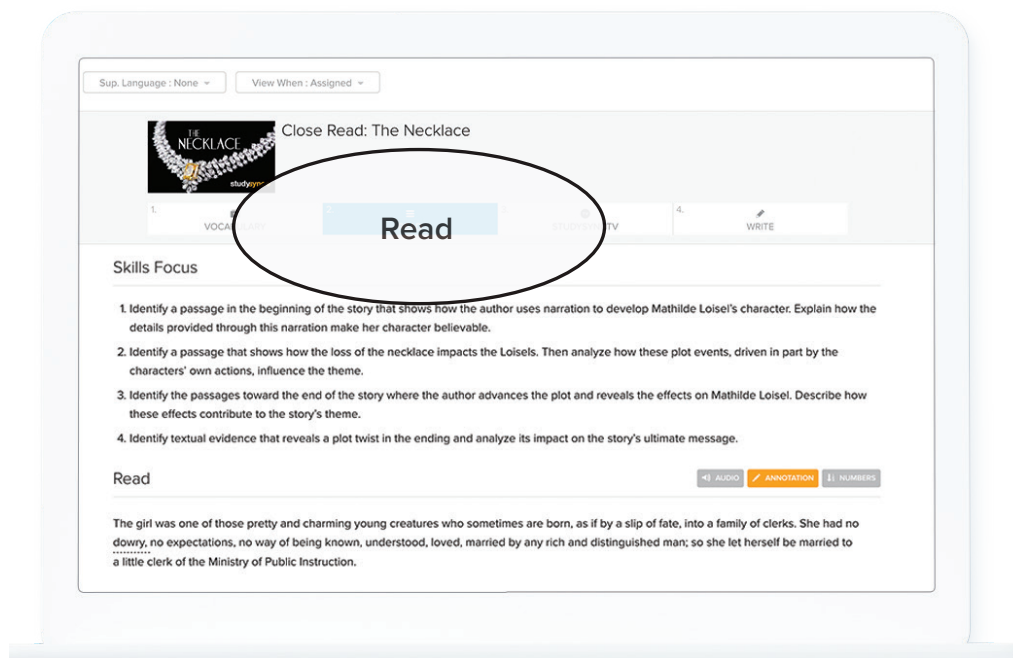 Sup. Language : None
View When : Assigned
THE
NECKLACE
Close Read: The Necklace
1.
4.
Read
TV
WRITE
Skills Focus
1. Identify a passage in the beginning of the story that shows how the author uses narration to develop Mathilde Loisel's character. Explain how the
details provided through this narration make her character believable.
2. Identify a passage that shows how the loss of the necklace impacts the Loisels. Then analyze how these plot events, driven in part by the
characters' own actions, influence the theme.
3. Identify the passages toward the end of the story where the author advances the plot and reveals the effects on Mathilde Loisel. Describe how
these effects contribute to the story's theme.
4. Identify textual evidence that reveals a plot twist in the ending and analyze its impact on the story's ultimate message.
Read
AUDIO
ANNOTATION
NUMBERS
The girl was one of those pretty and charming young creatures who sometimes are born, as if by a slip of fate, into a family of clerks. She had no
dowry, no expectations, no way of being known, understood, loved, married by any rich and distinguished man; so she let herself be married to
a little clerk of the Ministry of Public Instruction.